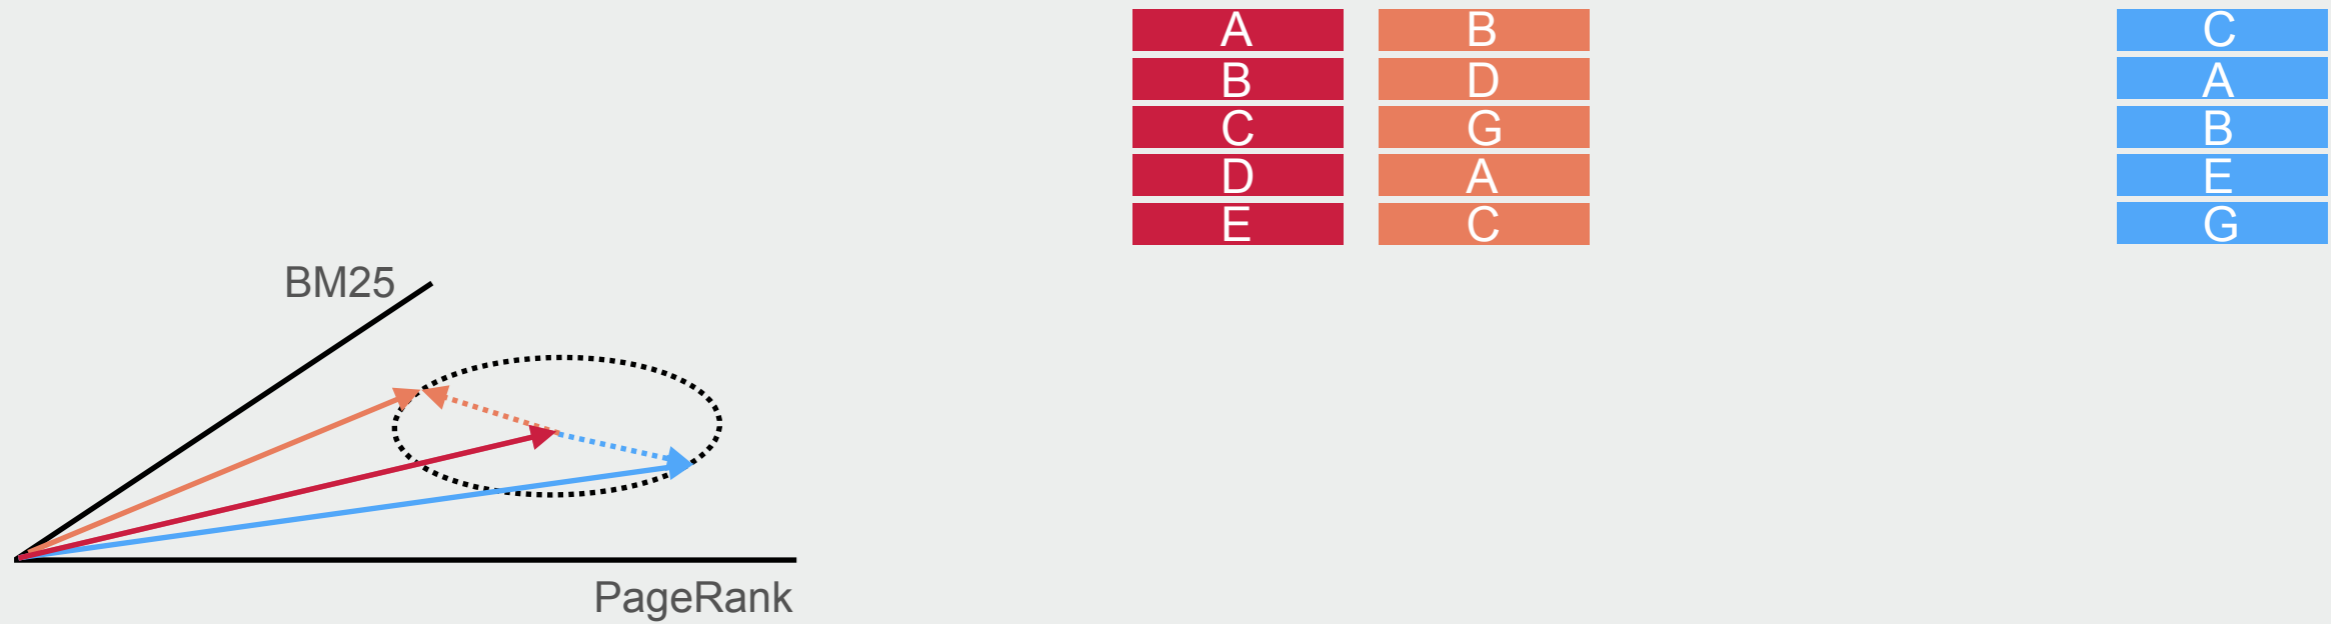 A B C
B D A
C G B
D A E
E C G
BM25
PageRank